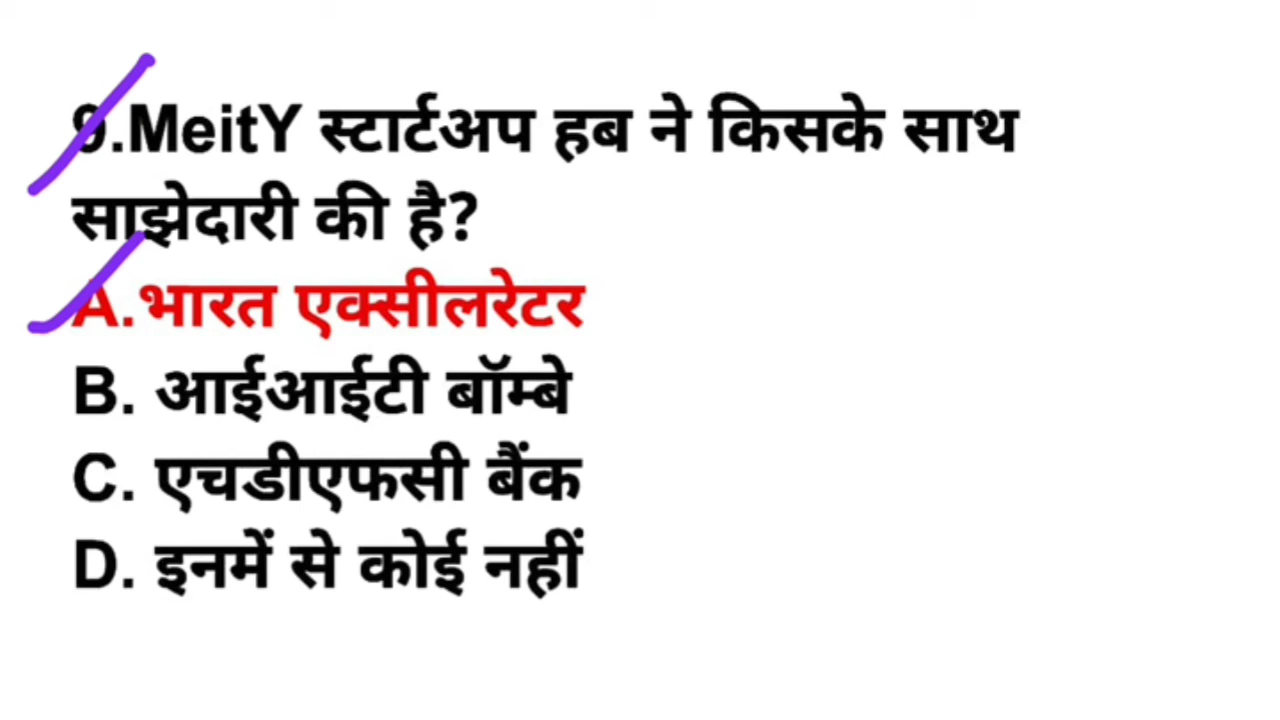 9.MeitY स्टार्टअप हब ने किसके साथ
साझेदारी की है?
A.भारत एक्सीलरेटर
B. आईआईटी बॉम्बे
C. एचडीएफसी बैंक
D. इनमें से कोई नहीं